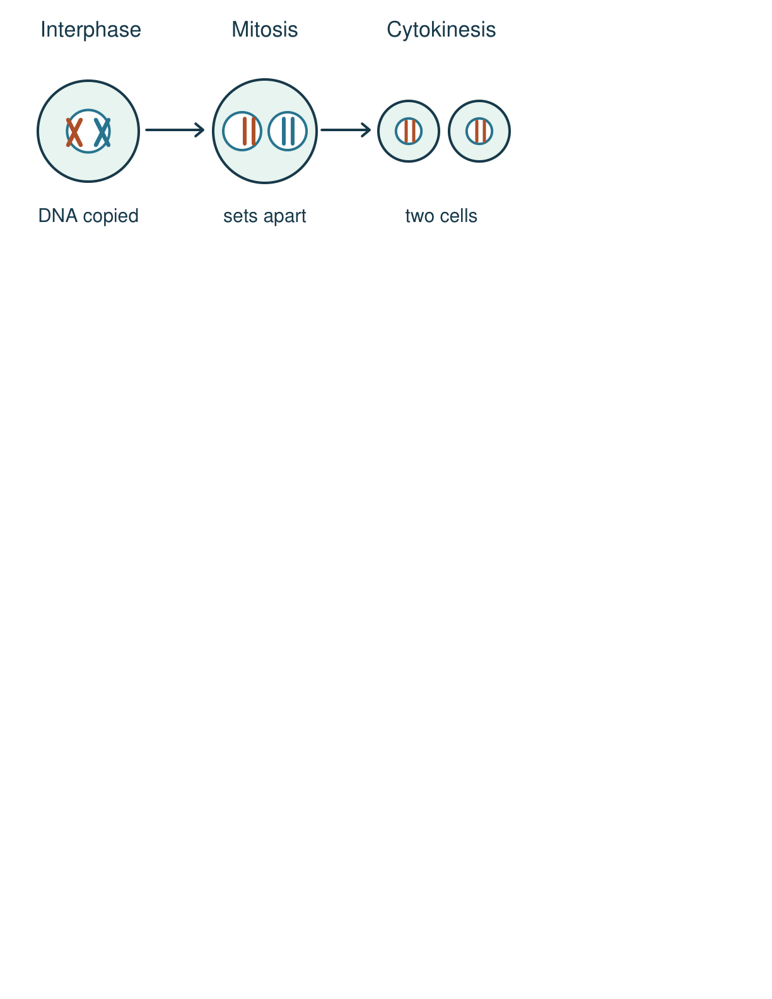 Interphase
Mitosis
Cytokinesis
DNA copied
sets apart
two cells